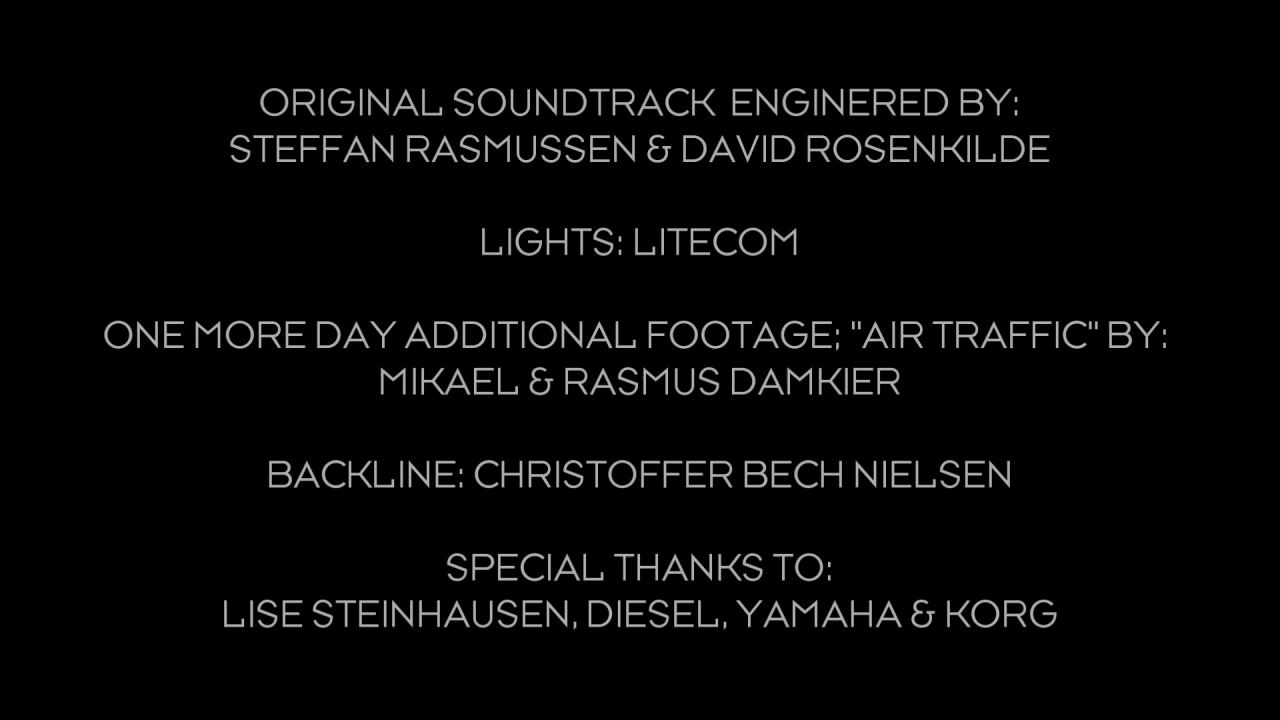 ORIGINAL SOUNDTRACK ENGINERED BY:
STEFFAN RASMUSSEN & DAVID ROSENKILDE
LIGHTS: LITECOM
ONE MORE DAY ADDITIONAL FOOTAGE; "AIR TRAFFIC" BY:
MIKAEL & RASMUS DAMKIER
BACKLINE: CHRISTOFFER BECH NIELSEN
SPECIAL THANKS TO:
LISE STEINHAUSEN, DIESEL, YAMAHA & KORG